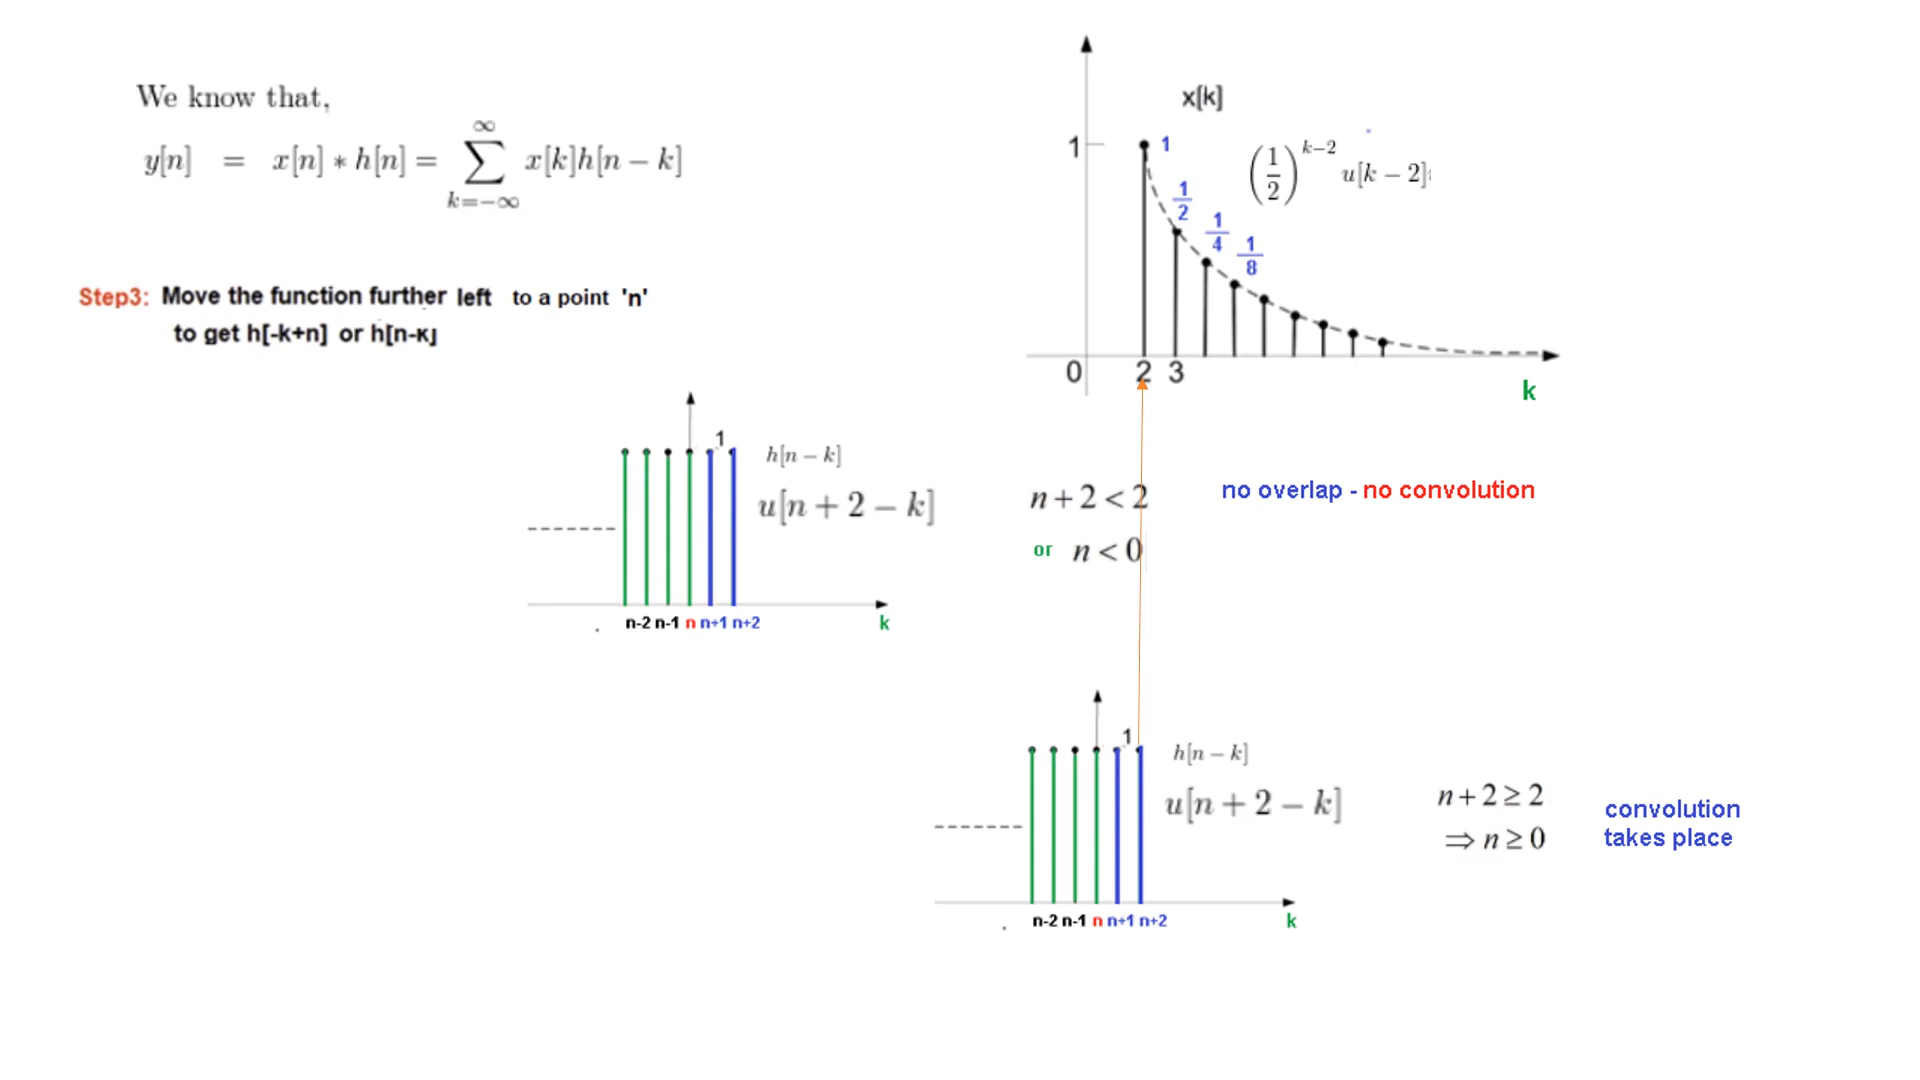 We know that,
y[n] = x[n] * h[n] = ∑ x[k]h[n − k]
∞
k=−∞
Step3: Move the function further left to a point 'n'
to get h[-k+n] or h[n-k]
x[k]
1
1
1/2
1/4
1/8
(1/2)^{k−2} u[k − 2]
0 2 3
k
1
h[n − k]
u[n + 2 − k]
n-2 n-1 n n+1 n+2
k
n + 2 < 2
or n < 0
no overlap - no convolution
1
h[n − k]
u[n + 2 − k]
n-2 n-1 n n+1 n+2
k
n + 2 ≥ 2
⇒ n ≥ 0
convolution
takes place